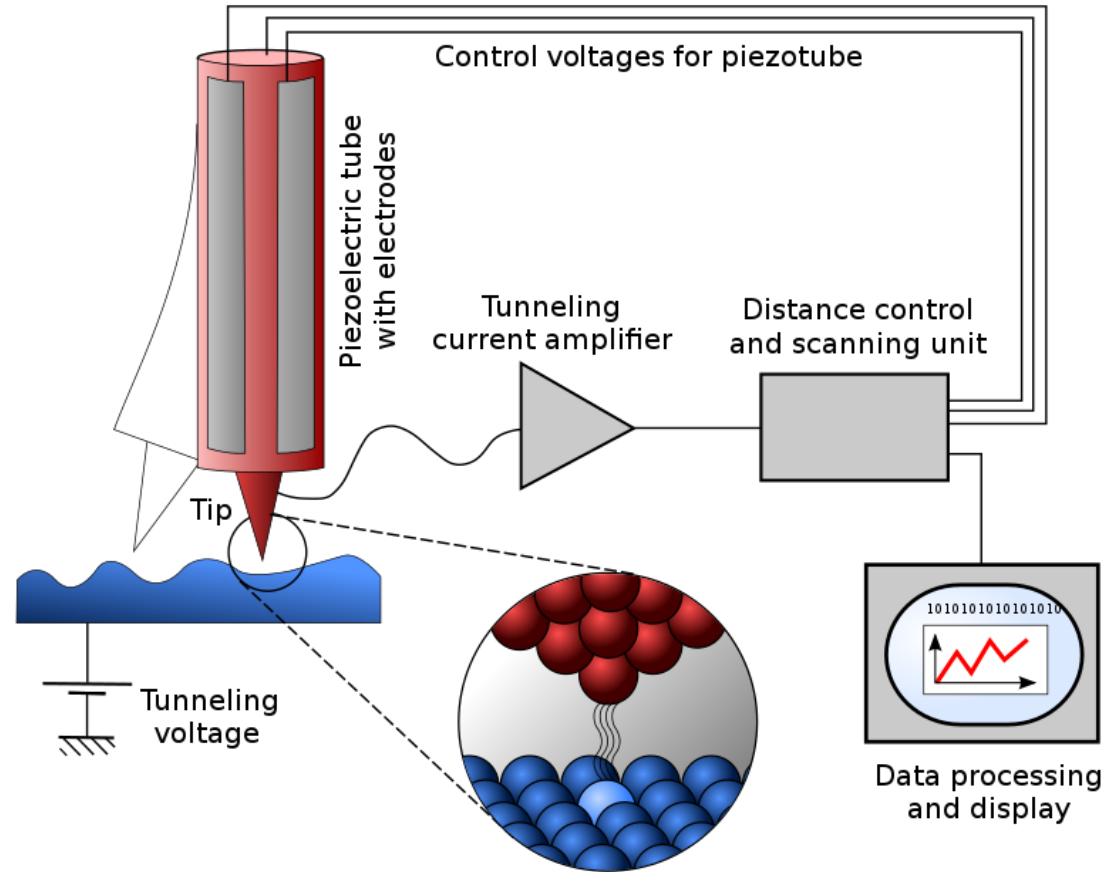 Control voltages for piezotube
Piezoelectric tube
with electrodes
Tunneling
current amplifier
Distance control
and scanning unit
Tip
Tunneling
voltage
1010101010101010
Data processing
and display